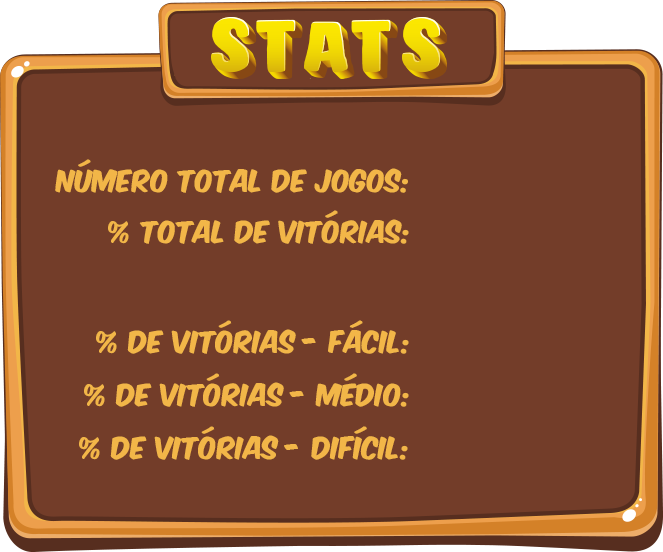 STATS
NÚMERO TOTAL DE JOGOS:
% TOTAL DE VITÓRIAS:
% DE VITÓRIAS - FÁCIL:
% DE VITÓRIAS - MÉDIO:
% DE VITÓRIAS - DIFÍCIL: